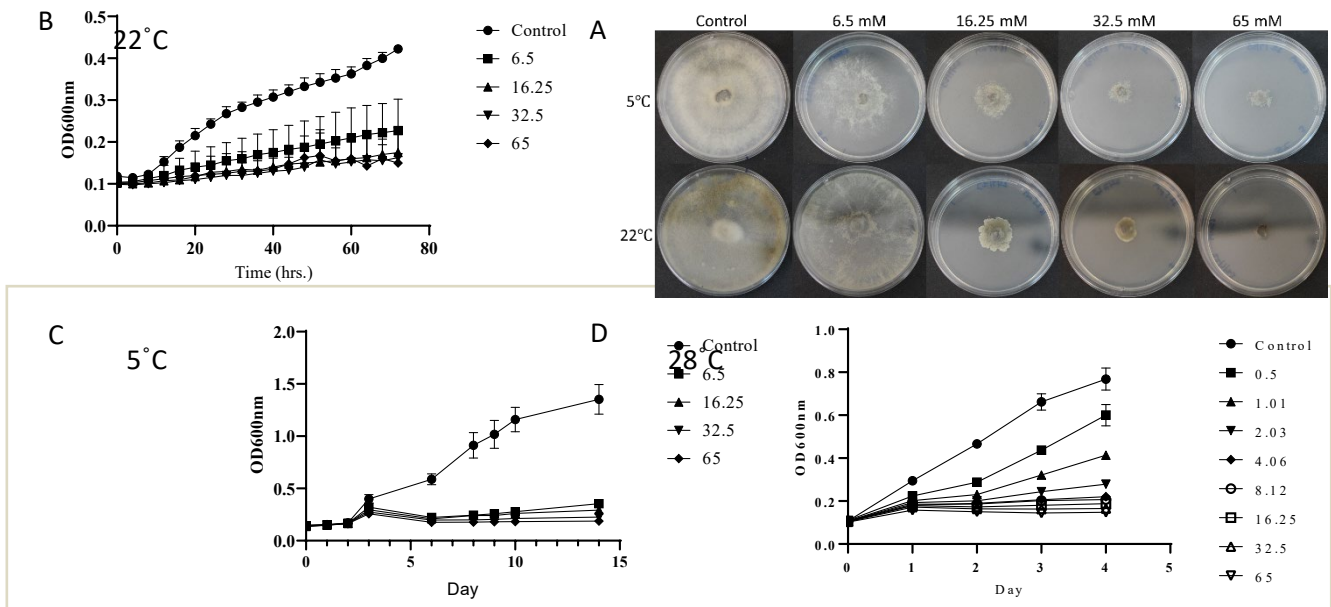 B
22°C
0.5
0.4
0.3
0.2
0.1
0.0
OD600nm
0
20
40
60
80
Time (hrs.)
Control
6.5
16.25
32.5
65
A
Control
6.5 mM
16.25 mM
32.5 mM
65 mM
5°C
22°C
C
5°C
2.0
1.5
1.0
0.5
0.0
OD600nm
0
5
10
15
Day
Control
6.5
16.25
32.5
65
D
28°C
1.0
0.8
0.6
0.4
0.2
0.0
OD600nm
0
1
2
3
4
5
Day
Control
0.5
1.01
2.03
4.06
8.12
16.25
32.5
65